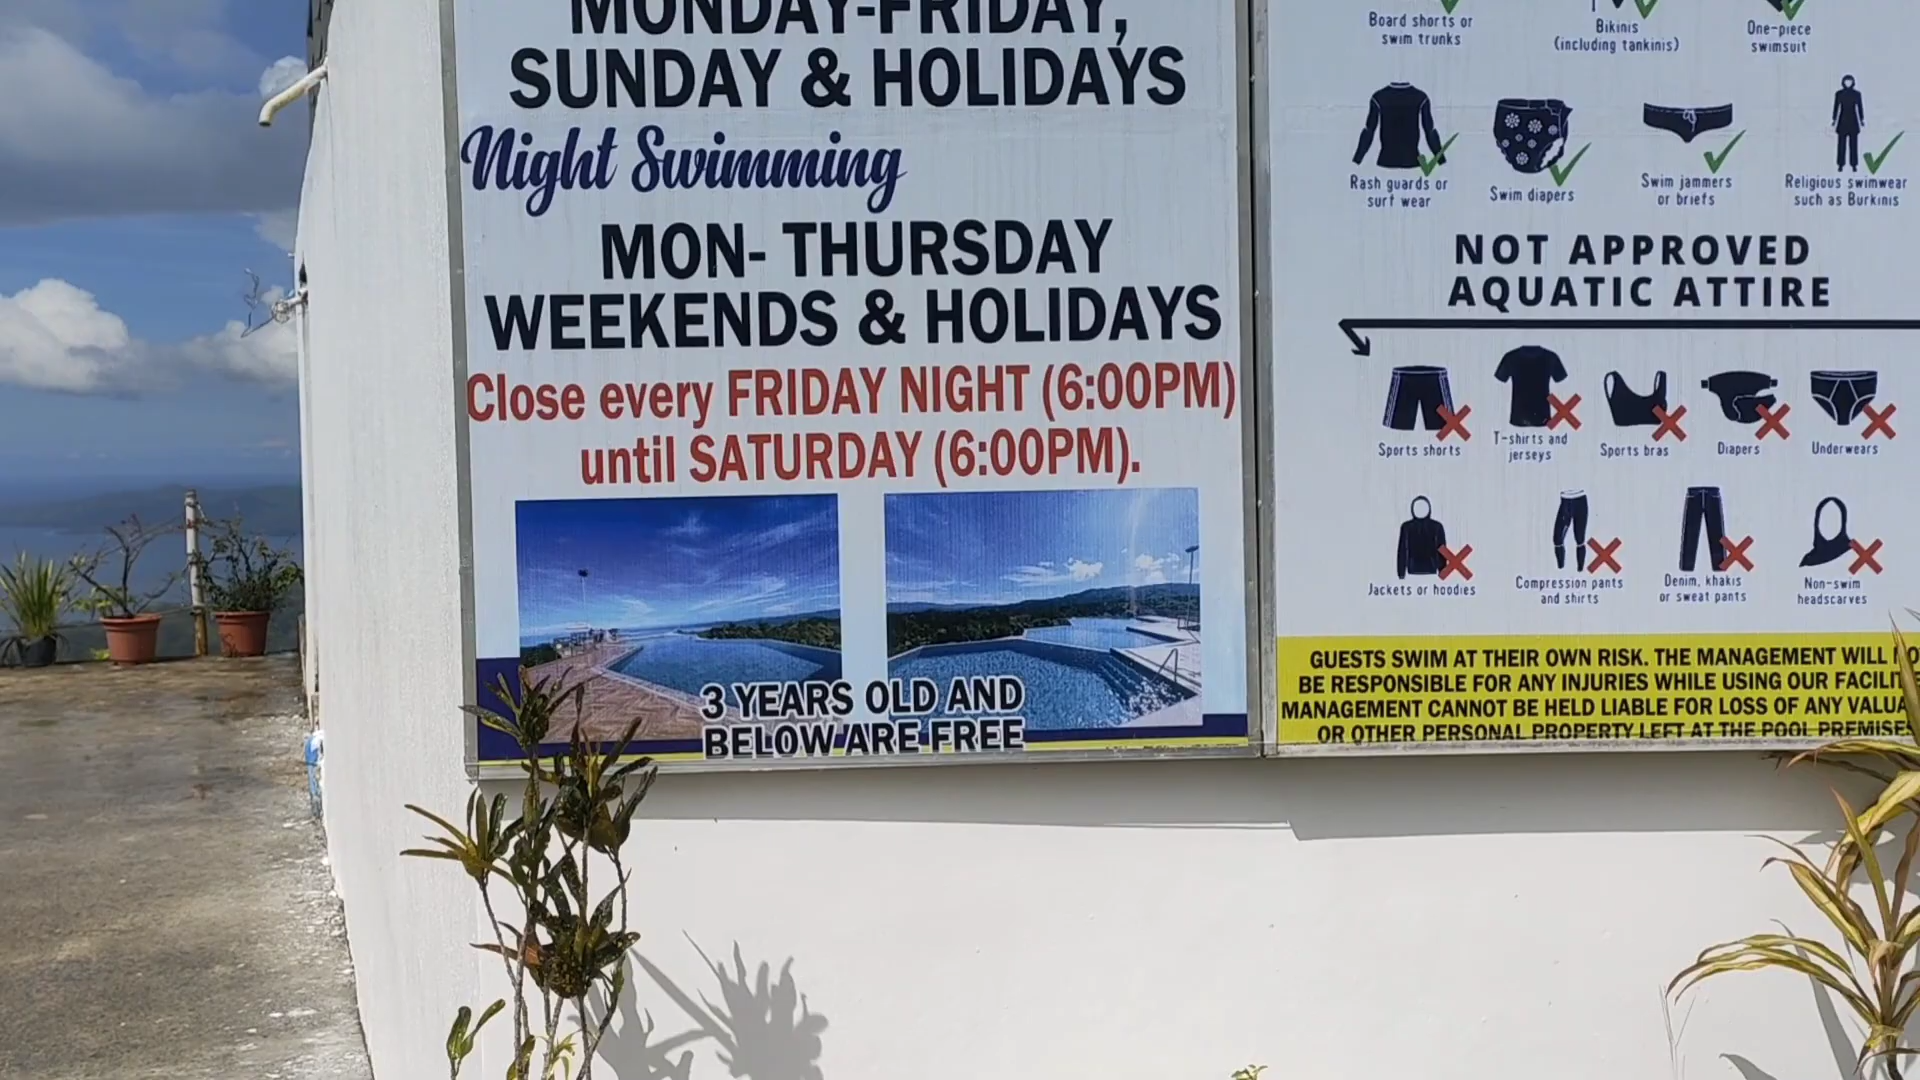 MONDAY-FRIDAY,
SUNDAY & HOLIDAYS
Night Swimming
MON- THURSDAY
WEEKENDS & HOLIDAYS
Close every FRIDAY NIGHT (6:00PM)
until SATURDAY (6:00PM).
3 YEARS OLD AND
BELOW ARE FREE
Board shorts or
swim trunks
Bikinis
(including tankinis)
One-piece
swimsuit
Rash guards or
surf wear
Swim diapers
Swim jammers
or briefs
Religious swimwear
such as Burkinis
NOT APPROVED
AQUATIC ATTIRE
Sports shorts
T-shirts and
jerseys
Sports bras
Diapers
Underwears
Jackets or hoodies
Compression pants
and shirts
Denim, khakis
or sweat pants
Non-swim
headscarves
GUESTS SWIM AT THEIR OWN RISK. THE MANAGEMENT WILL
BE RESPONSIBLE FOR ANY INJURIES WHILE USING OUR
MANAGEMENT CANNOT BE HELD LIABLE FOR LOSS OF ANY
OR OTHER PERSONAL PROPERTY LEFT AT THE POOL PREMISES